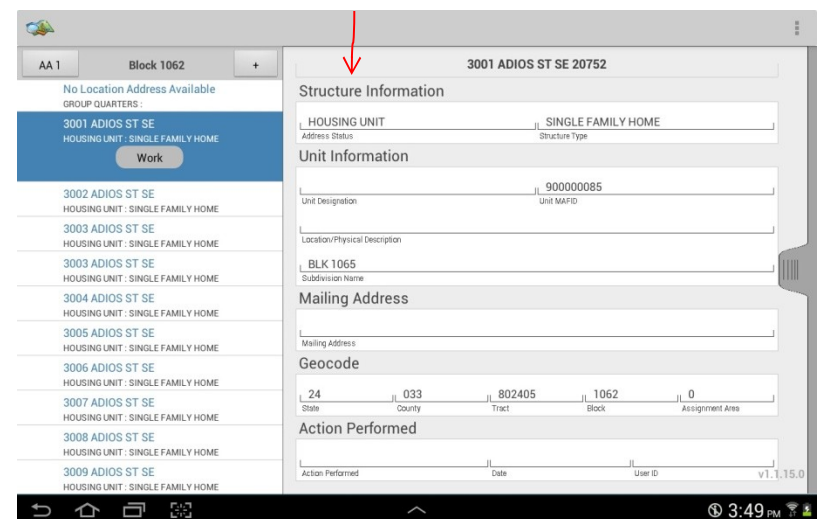 AA 1 Block 1062 +
No Location Address Available
GROUP QUARTERS :
3001 ADIOS ST SE
HOUSING UNIT : SINGLE FAMILY HOME
Work
3002 ADIOS ST SE
HOUSING UNIT : SINGLE FAMILY HOME
3003 ADIOS ST SE
HOUSING UNIT : SINGLE FAMILY HOME
3003 ADIOS ST SE
HOUSING UNIT : SINGLE FAMILY HOME
3004 ADIOS ST SE
HOUSING UNIT : SINGLE FAMILY HOME
3005 ADIOS ST SE
HOUSING UNIT : SINGLE FAMILY HOME
3006 ADIOS ST SE
HOUSING UNIT : SINGLE FAMILY HOME
3007 ADIOS ST SE
HOUSING UNIT : SINGLE FAMILY HOME
3008 ADIOS ST SE
HOUSING UNIT : SINGLE FAMILY HOME
3009 ADIOS ST SE
HOUSING UNIT : SINGLE FAMILY HOME
3001 ADIOS ST SE 20752
Structure Information
HOUSING UNIT SINGLE FAMILY HOME
Address Status Structure Type
Unit Information
900000085
Unit Designation Unit MAFID
Location/Physical Description
BLK 1065
Subdivision Name
Mailing Address
Mailing Address
Geocode
24 033 802405 1062 0
State County Tract Block Assignment Area
Action Performed
Action Performed Date User ID
v1.1.15.0
3:49 PM